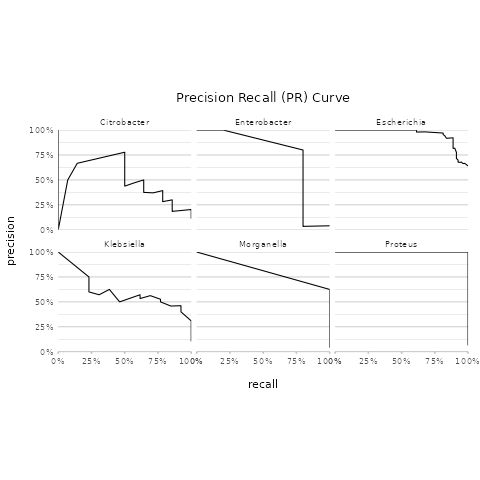 Precision Recall (PR) Curve
Citrobacter Enterobacter Escherichia
100%
75%
50%
25%
0%
Klebsiella Morganella Proteus
100%
75%
50%
25%
0%
0% 25% 50% 75% 100% 0% 25% 50% 75% 100% 0% 25% 50% 75% 100%
precision
recall